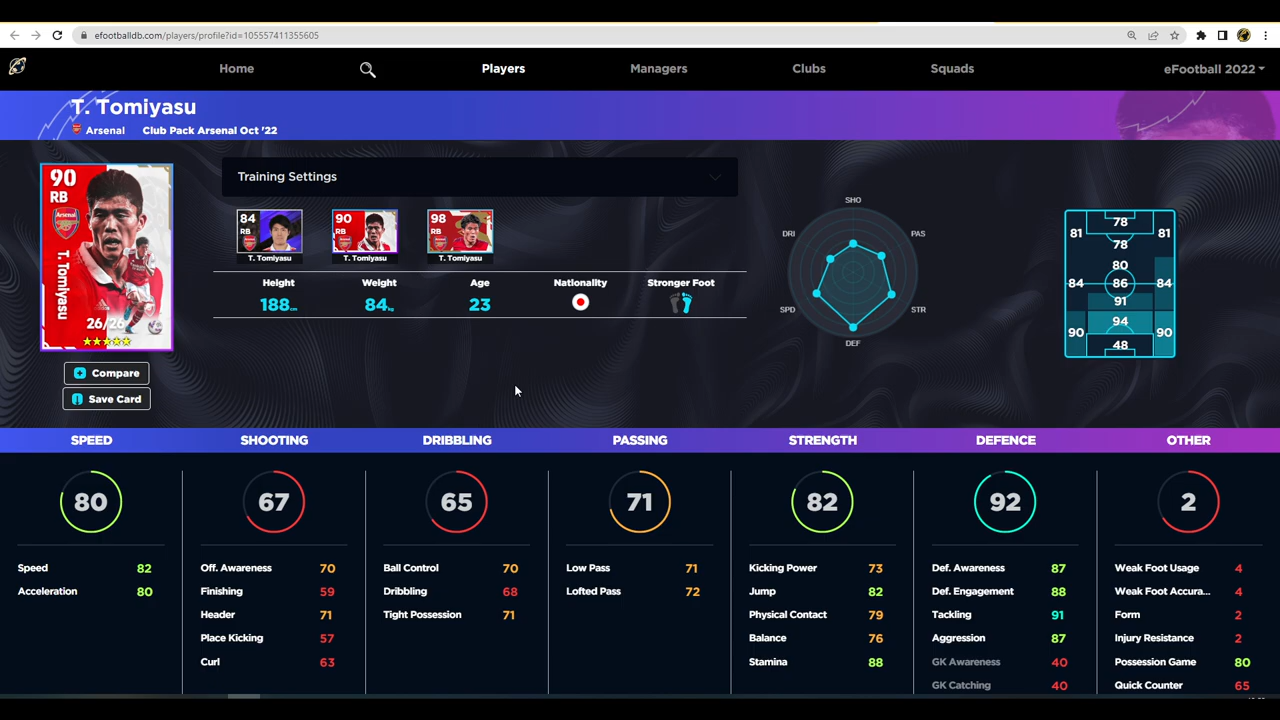 efootballdb.com/players/profile?id=105557411355605
Home
Players
Managers
Clubs
Squads
eFootball 2022
T. Tomiyasu
Arsenal Club Pack Arsenal Oct '22
90
RB
Arsenal
T. Tomiyasu
26/26
Compare
Save Card
Training Settings
84
RB
T. Tomiyasu
90
RB
T. Tomiyasu
98
RB
T. Tomiyasu
Height Weight Age Nationality Stronger Foot
188cm 84kg 23
SHO
DRI PAS
SPD STR
DEF
78
81 78 81
80
84 86 84
91
94
90 90
48
SPEED SHOOTING DRIBBLING PASSING STRENGTH DEFENCE OTHER
80 67 65 71 82 92 2
Speed 82
Acceleration 80
Off. Awareness 70
Finishing 59
Header 71
Place Kicking 57
Curl 63
Ball Control 70
Dribbling 68
Tight Possession 71
Low Pass 71
Lofted Pass 72
Kicking Power 73
Jump 82
Physical Contact 79
Balance 76
Stamina 88
Def. Awareness 87
Def. Engagement 88
Tackling 91
Aggression 87
GK Awareness 40
GK Catching 40
Weak Foot Usage 4
Weak Foot Accura... 4
Form 2
Injury Resistance 2
Possession Game 80
Quick Counter 65